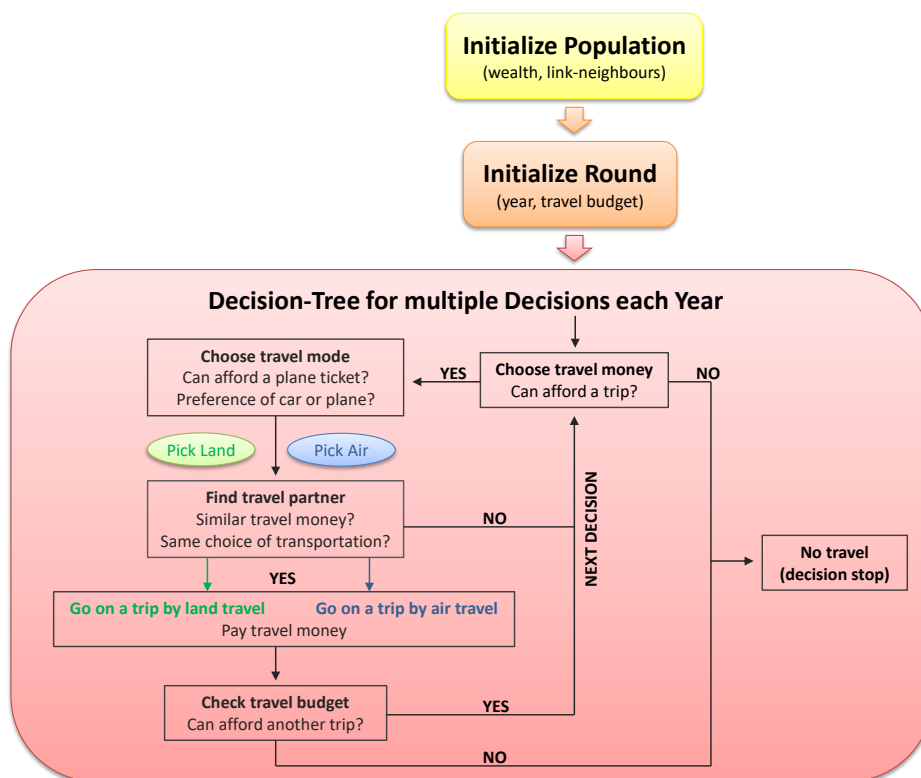 Initialize Population
(wealth, link-neighbours)
Initialize Round
(year, travel budget)
Decision-Tree for multiple Decisions each Year
Choose travel mode
Can afford a plane ticket?
Preference of car or plane?
YES
Choose travel money
Can afford a trip?
NO
Pick Land
Pick Air
Find travel partner
Similar travel money?
Same choice of transportation?
NO
NEXT DECISION
No travel
(decision stop)
YES
Go on a trip by land travel
Go on a trip by air travel
Pay travel money
Check travel budget
Can afford another trip?
YES
NO